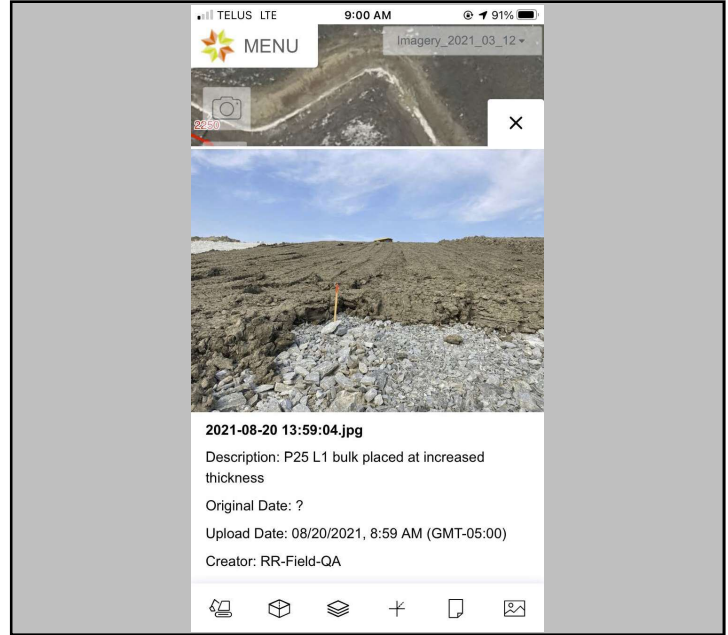 TELUS LTE 9:00 AM 91%
MENU
Imagery_2021_03_12
2250
2021-08-20 13:59:04.jpg
Description: P25 L1 bulk placed at increased
thickness
Original Date: ?
Upload Date: 08/20/2021, 8:59 AM (GMT-05:00)
Creator: RR-Field-QA